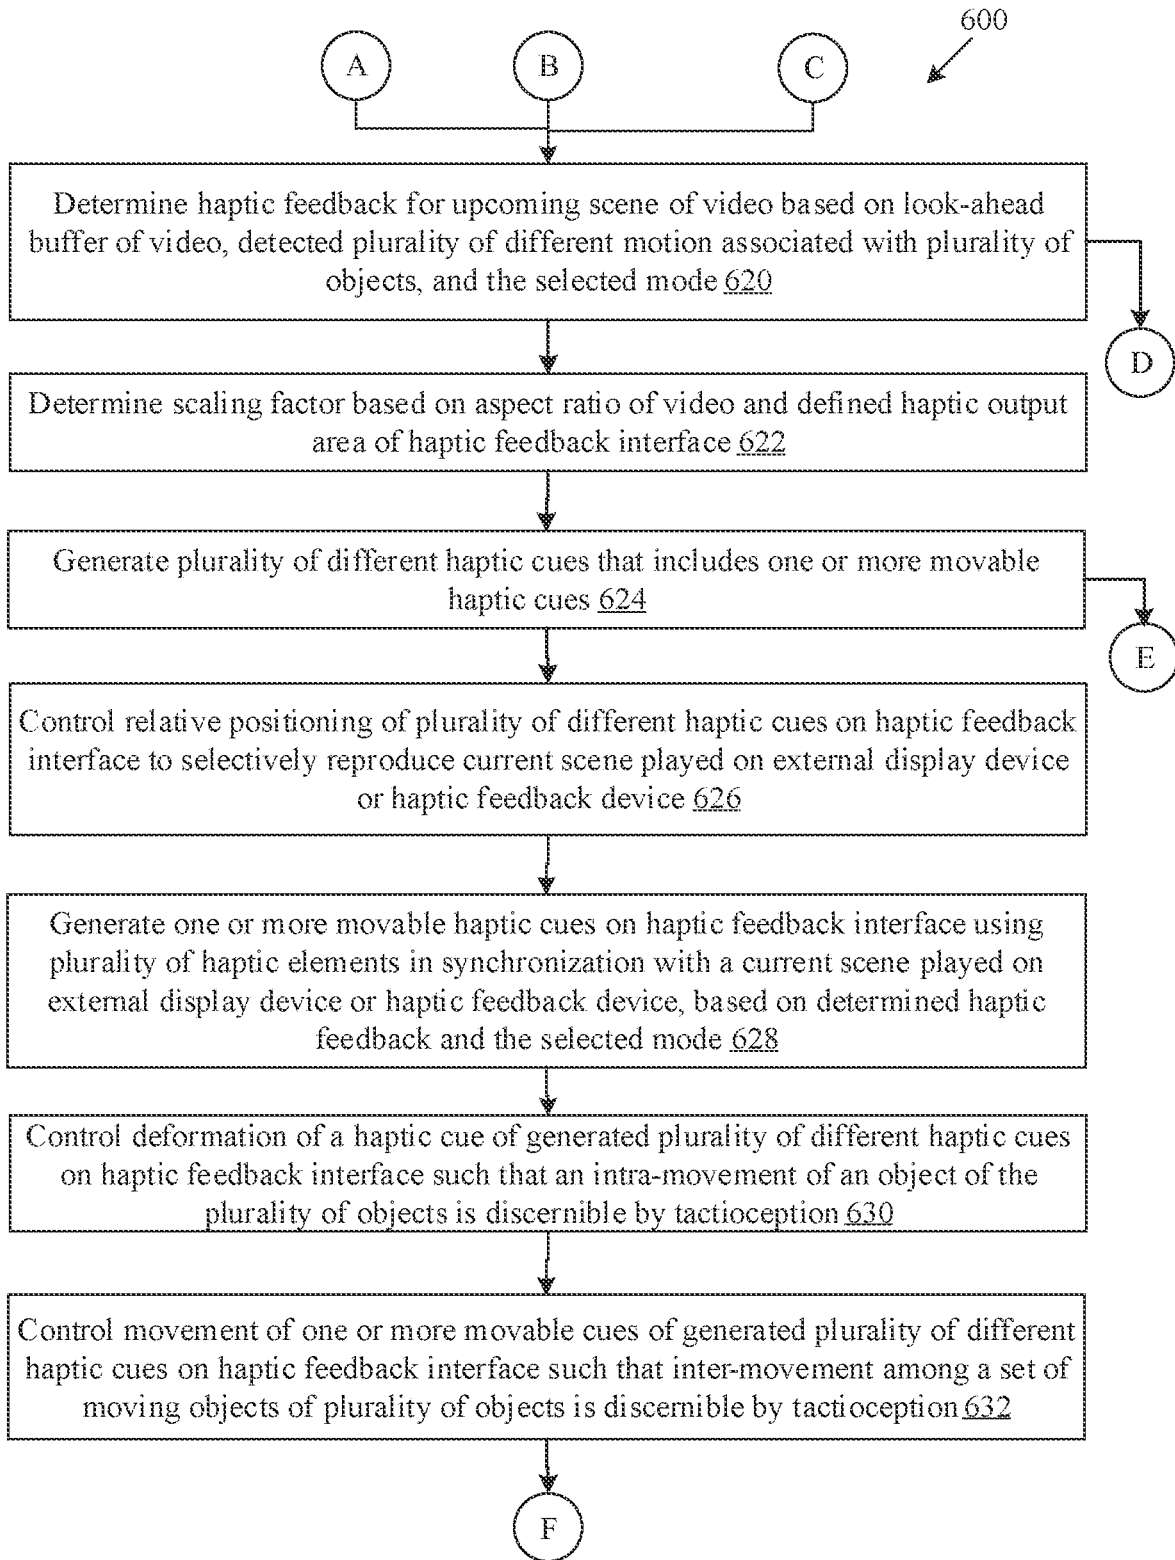 600
A
B
C
Determine haptic feedback for upcoming scene of video based on look-ahead
buffer of video, detected plurality of different motion associated with plurality of
objects, and the selected mode 620
D
Determine scaling factor based on aspect ratio of video and defined haptic output
area of haptic feedback interface 622
Generate plurality of different haptic cues that includes one or more movable
haptic cues 624
E
Control relative positioning of plurality of different haptic cues on haptic feedback
interface to selectively reproduce current scene played on external display device
or haptic feedback device 626
Generate one or more movable haptic cues on haptic feedback interface using
plurality of haptic elements in synchronization with a current scene played on
external display device or haptic feedback device, based on determined haptic
feedback and the selected mode 628
Control deformation of a haptic cue of generated plurality of different haptic cues
on haptic feedback interface such that an intra-movement of an object of the
plurality of objects is discernible by tactioception 630
Control movement of one or more movable cues of generated plurality of different
haptic cues on haptic feedback interface such that inter-movement among a set of
moving objects of plurality of objects is discernible by tactioception 632
F